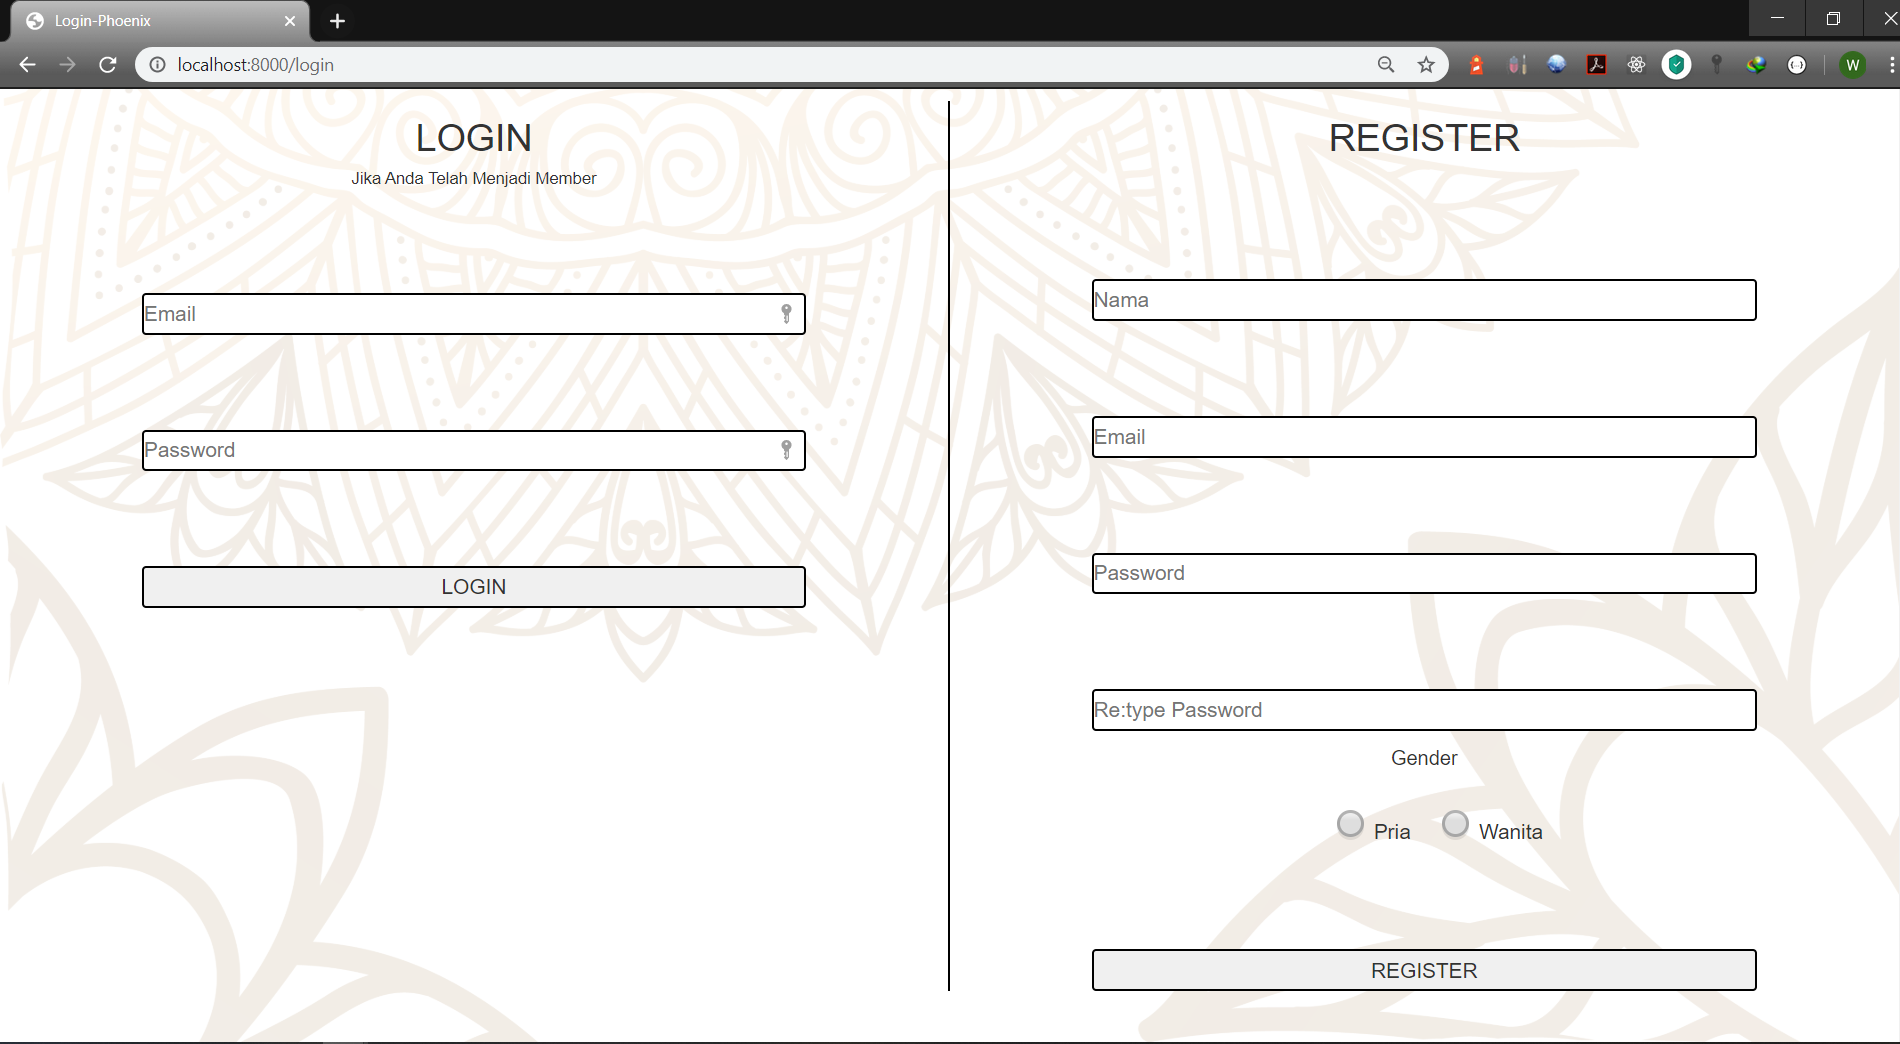 Login-Phoenix
localhost:8000/login
W
LOGIN
Jika Anda Telah Menjadi Member
Email
Password
LOGIN
REGISTER
Nama
Email
Password
Re:type Password
Gender
Pria Wanita
REGISTER